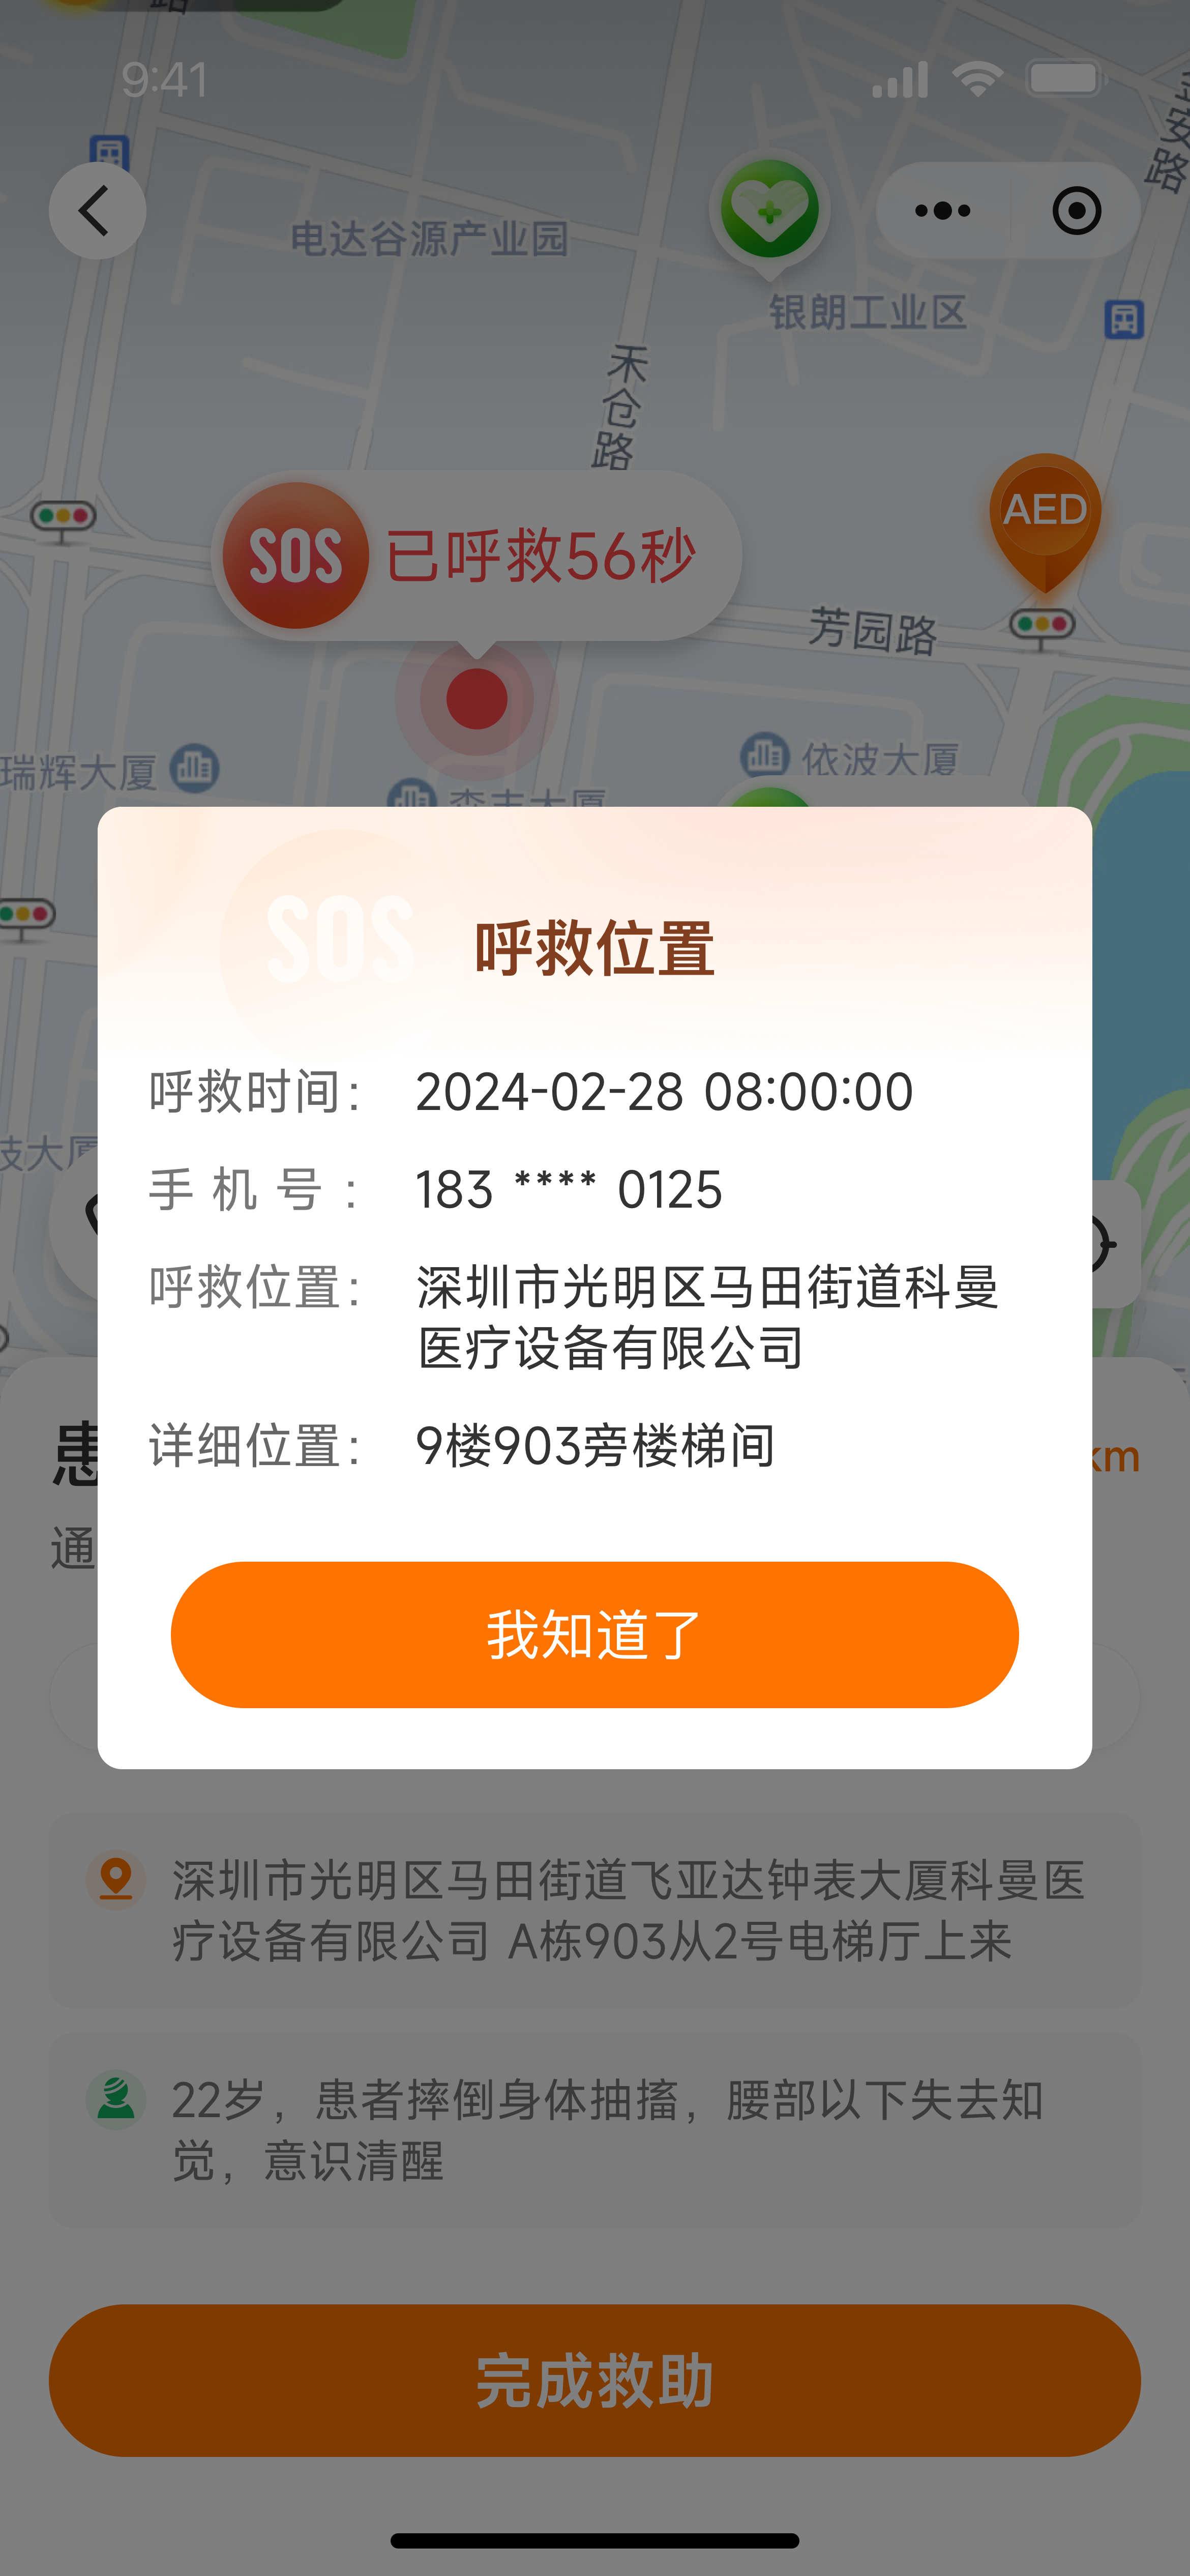 9:41
安路
电达谷源产业园
银朗工业区
禾仓路
AED
SOS 已呼救56秒
芳园路
瑞辉大厦
依波大厦
SOS
呼救位置
呼救时间： 2024-02-28 08:00:00
手机号： 183 **** 0125
呼救位置： 深圳市光明区马田街道科曼
医疗设备有限公司
详细位置： 9楼903旁楼梯间
km
通
我知道了
深圳市光明区马田街道飞亚达钟表大厦科曼医
疗设备有限公司 A栋903从2号电梯厅上来
22岁，患者摔倒身体抽搐，腰部以下失去知
觉，意识清醒
完成救助